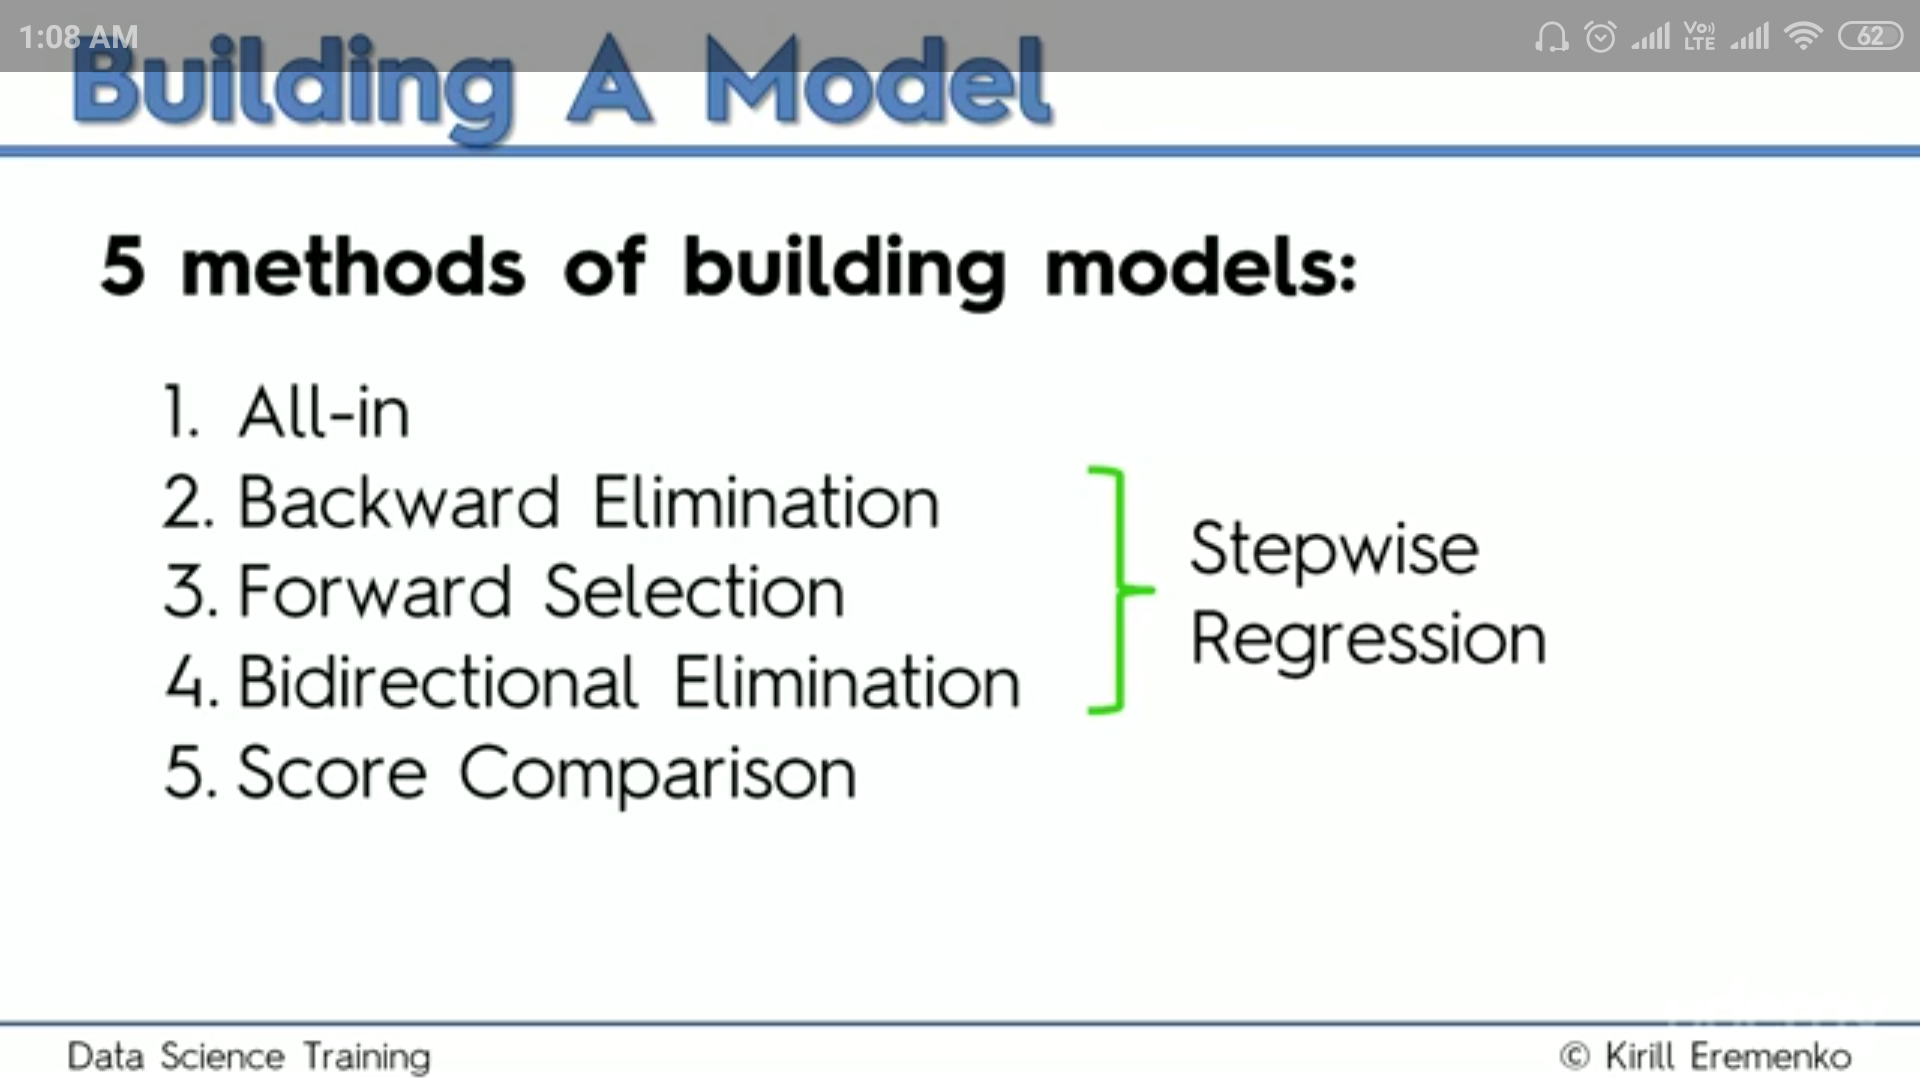 1:08 AM
Vo) LTE
62
Building A Model
5 methods of building models:
1. All-in
2. Backward Elimination
3. Forward Selection
4. Bidirectional Elimination
5. Score Comparison
Stepwise
Regression
Data Science Training
© Kirill Eremenko